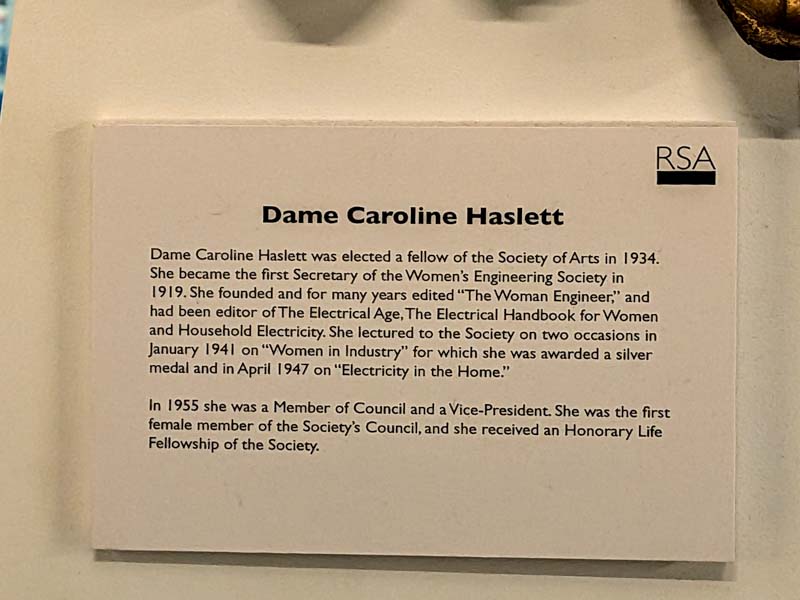 RSA
Dame Caroline Haslett
Dame Caroline Haslett was elected a fellow of the Society of Arts in 1934.
She became the first Secretary of the Women's Engineering Society in
1919. She founded and for many years edited "The Woman Engineer," and
had been editor of The Electrical Age, The Electrical Handbook for Women
and Household Electricity. She lectured to the Society on two occasions in
January 1941 on "Women in Industry" for which she was awarded a silver
medal and in April 1947 on "Electricity in the Home."
In 1955 she was a Member of Council and a Vice-President. She was the first
female member of the Society's Council, and she received an Honorary Life
Fellowship of the Society.